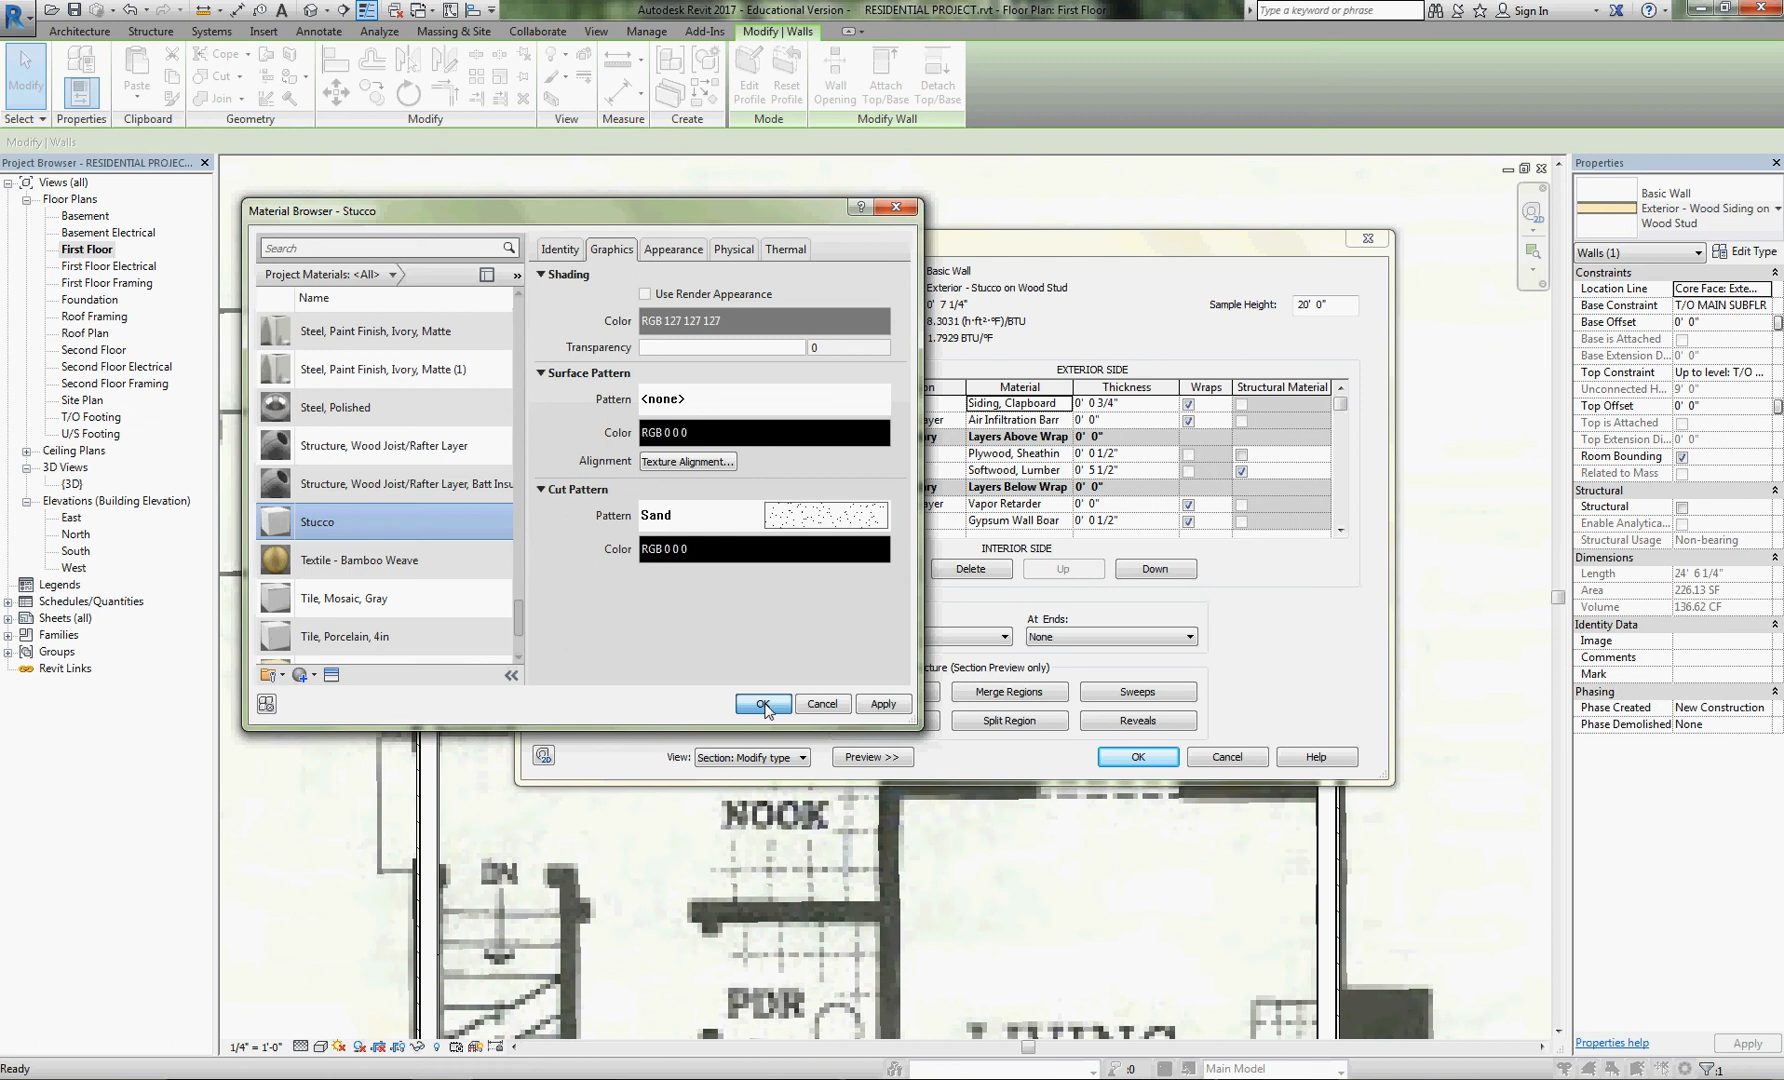 Autodesk Revit 2017 - Educational Version - RESIDENTIAL PROJECT.rvt - Floor Plan: First Floor
Type a keyword or phrase
Sign In
Architecture Structure Systems Insert Annotate Analyze Massing & Site Collaborate View Manage Add-Ins Modify | Walls
Modify
Paste
Cope
Cut
Join
Edit Profile
Reset Profile
Wall Opening
Attach Top/Base
Detach Top/Base
Select Properties Clipboard Geometry Modify View Measure Create Mode Modify Wall
Modify | Walls
Project Browser - RESIDENTIAL PROJEC...
Views (all)
Floor Plans
Basement
Basement Electrical
First Floor
First Floor Electrical
First Floor Framing
Foundation
Roof Framing
Roof Plan
Second Floor
Second Floor Electrical
Second Floor Framing
Site Plan
T/O Footing
U/S Footing
Ceiling Plans
3D Views
{3D}
Elevations (Building Elevation)
East
North
South
West
Legends
Schedules/Quantities
Sheets (all)
Families
Groups
Revit Links
Material Browser - Stucco
Search
Project Materials: <All>
Name
Steel, Paint Finish, Ivory, Matte
Steel, Paint Finish, Ivory, Matte (1)
Steel, Polished
Structure, Wood Joist/Rafter Layer
Structure, Wood Joist/Rafter Layer, Batt Insu
Stucco
Textile - Bamboo Weave
Tile, Mosaic, Gray
Tile, Porcelain, 4in
Identity Graphics Appearance Physical Thermal
Shading
Use Render Appearance
Color RGB 127 127 127
Transparency 0
Surface Pattern
Pattern <none>
Color RGB 0 0 0
Alignment Texture Alignment...
Cut Pattern
Pattern Sand
Color RGB 0 0 0
OK Cancel Apply
Basic Wall
Exterior - Stucco on Wood Stud
0' 7 1/4"
Sample Height: 20' 0"
8.3031 (h·ft²·°F)/BTU
1.7929 BTU/°F
EXTERIOR SIDE
on Material Thickness Wraps Structural Material
Siding, Clapboard 0' 0 3/4"
ayer Air Infiltration Barr 0' 0"
ry Layers Above Wrap 0' 0"
Plywood, Sheathin 0' 0 1/2"
Softwood, Lumber 0' 5 1/2"
ry Layers Below Wrap 0' 0"
ayer Vapor Retarder 0' 0"
Gypsum Wall Boar 0' 0 1/2"
INTERIOR SIDE
Delete Up Down
At Ends:
None
cture (Section Preview only)
Merge Regions Sweeps
Split Region Reveals
View: Section: Modify type Preview >> OK Cancel Help
NOOK
DN
PDR
LIVING
Properties
Basic Wall
Exterior - Wood Siding on Wood Stud
Walls (1) Edit Type
Constraints
Location Line Core Face: Exte...
Base Constraint T/O MAIN SUBFLR
Base Offset 0' 0"
Base is Attached
Base Extension D...
Top Constraint Up to level: T/O ...
Unconnected H... 9' 0"
Top Offset 0' 0"
Top is Attached
Top Extension Di...
Room Bounding
Related to Mass
Structural
Structural
Enable Analytica...
Structural Usage Non-bearing
Dimensions
Length 24' 6 1/4"
Area 226.13 SF
Volume 136.62 CF
Identity Data
Image
Comments
Mark
Phasing
Phase Created New Construction
Phase Demolished None
Properties help Apply
1/4" = 1'-0"
Ready
:0
Main Model
:1